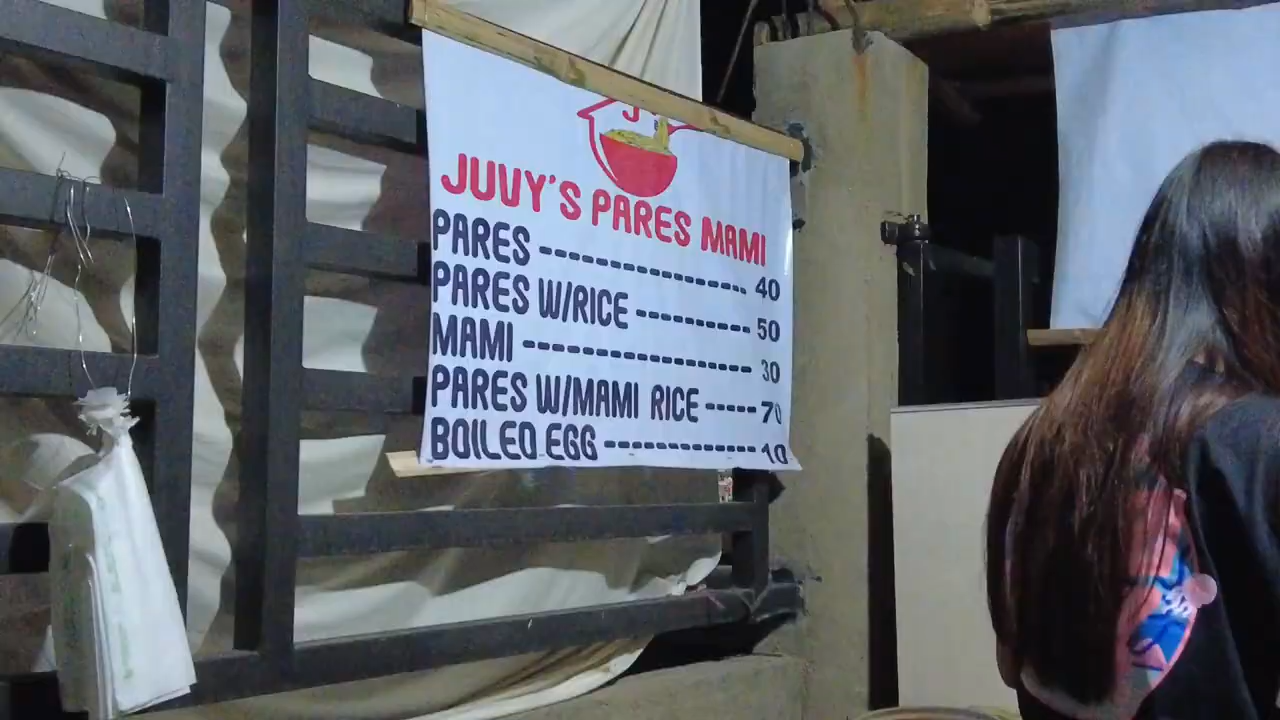 J
JUVY'S PARES MAMI
PARES ---------------- 40
PARES W/RICE ---------- 50
MAMI ------------------ 30
PARES W/MAMI RICE ----- 70
BOILED EGG ------------- 10